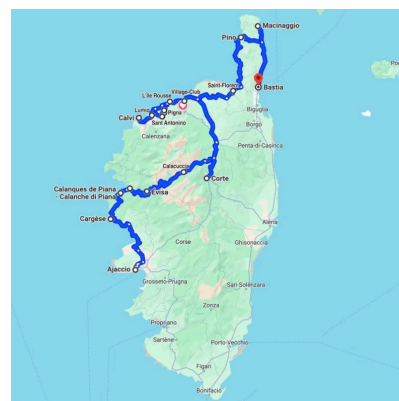 Macinaggio
Pino
Bastia
Saint-Florent
Village-Club
L'Île Rousse
Biguglia
Lumio
Pigna
Borgo
Calvi
Sant Antonino
Calenzana
Penta-di-Casinca
Calacuccia
Corte
Calanques de Piana
- Calanche di Piana
Evisa
Cargèse
Aléria
Corse
Ghisonaccia
Ajaccio
Grosseto-Prugna
Sari-Solenzara
Zonza
Propriano
Sartène
Porto-Vecchio
Figari
Bonifacio